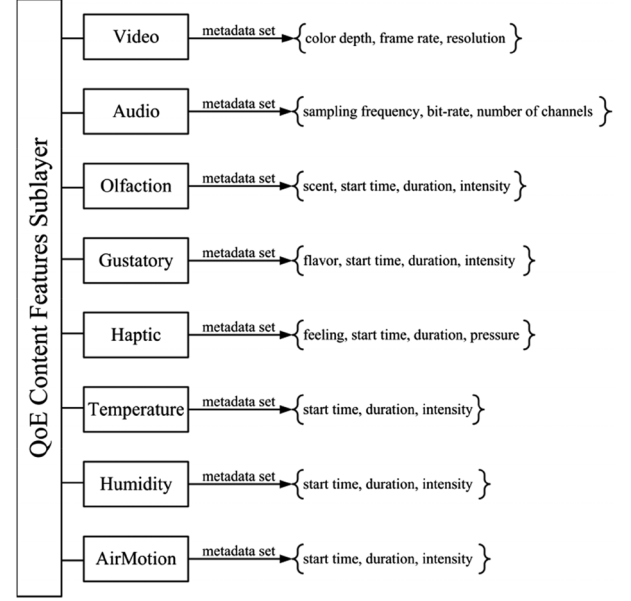 QoE Content Features Sublayer
Video metadata set {color depth, frame rate, resolution }
Audio metadata set {sampling frequency, bit-rate, number of channels }
Olfaction metadata set {scent, start time, duration, intensity }
Gustatory metadata set {flavor, start time, duration, intensity }
Haptic metadata set {feeling, start time, duration, pressure }
Temperature metadata set {start time, duration, intensity}
Humidity metadata set {start time, duration, intensity }
AirMotion metadata set {start time, duration, intensity }